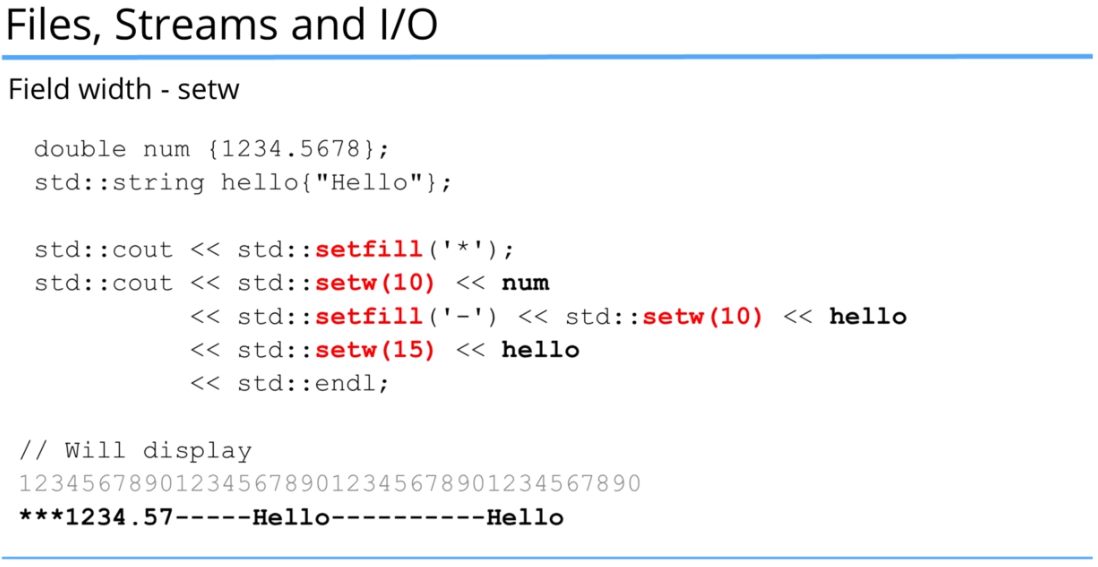 Files, Streams and I/O
Field width - setw
double num {1234.5678};
std::string hello{"Hello"};
std::cout << std::setfill('*');
std::cout << std::setw(10) << num
<< std::setfill('-') << std::setw(10) << hello
<< std::setw(15) << hello
<< std::endl;
// Will display
1234567890123456789012345678901234567890
***1234.57-----Hello----------Hello